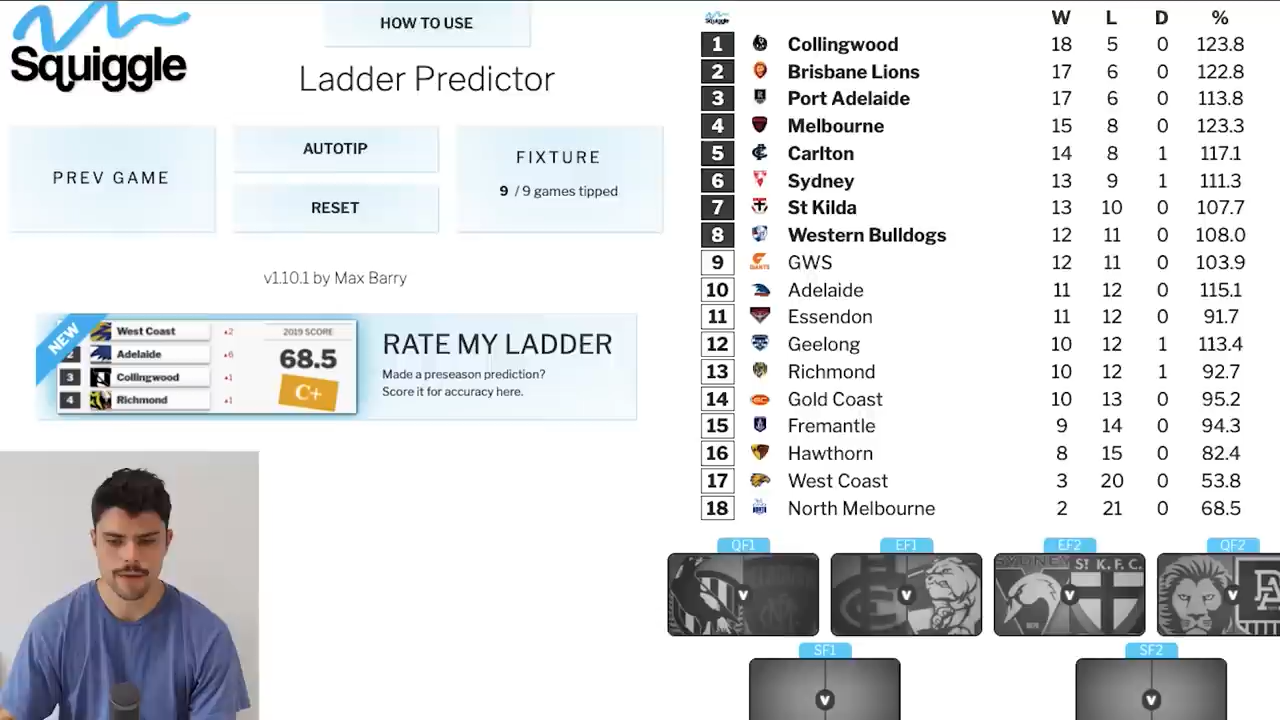 Squiggle
HOW TO USE
Ladder Predictor
PREV GAME
AUTOTIP
RESET
FIXTURE
9 / 9 games tipped
v1.10.1 by Max Barry
NEW
West Coast 2
Adelaide 6
3 Collingwood 1
4 Richmond 1
2019 SCORE
68.5
C+
RATE MY LADDER
Made a preseason prediction?
Score it for accuracy here.
Squiggle W L D %
1 Collingwood 18 5 0 123.8
2 Brisbane Lions 17 6 0 122.8
3 Port Adelaide 17 6 0 113.8
4 Melbourne 15 8 0 123.3
5 Carlton 14 8 1 117.1
6 Sydney 13 9 1 111.3
7 St Kilda 13 10 0 107.7
8 Western Bulldogs 12 11 0 108.0
9 GWS 12 11 0 103.9
10 Adelaide 11 12 0 115.1
11 Essendon 11 12 0 91.7
12 Geelong 10 12 1 113.4
13 Richmond 10 12 1 92.7
14 Gold Coast 10 13 0 95.2
15 Fremantle 9 14 0 94.3
16 Hawthorn 8 15 0 82.4
17 West Coast 3 20 0 53.8
18 North Melbourne 2 21 0 68.5
QF1 EF1 EF2 QF2
V V V V
SYDNEY St K.F.C.
SF1 SF2
V V